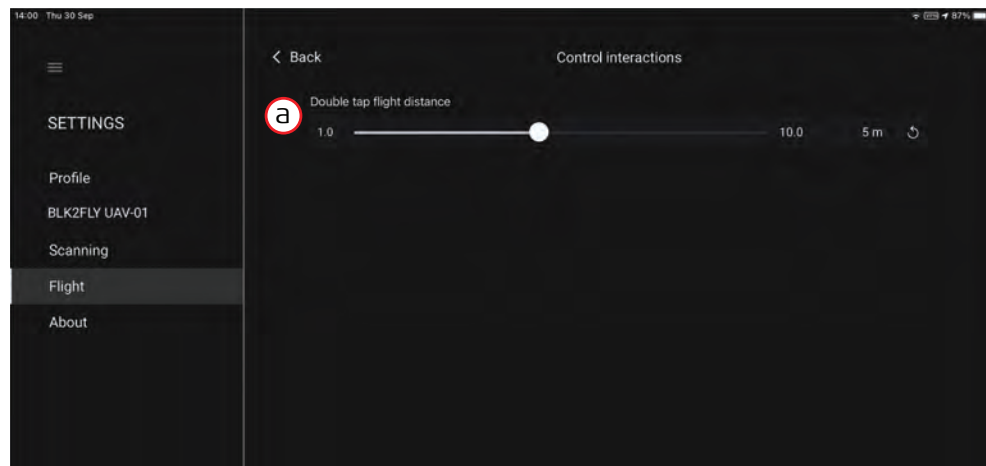 14:00 Thu 30 Sep
87%
SETTINGS
Profile
BLK2FLY UAV-01
Scanning
Flight
About
Back
Control interactions
a
Double tap flight distance
1.0
10.0
5 m